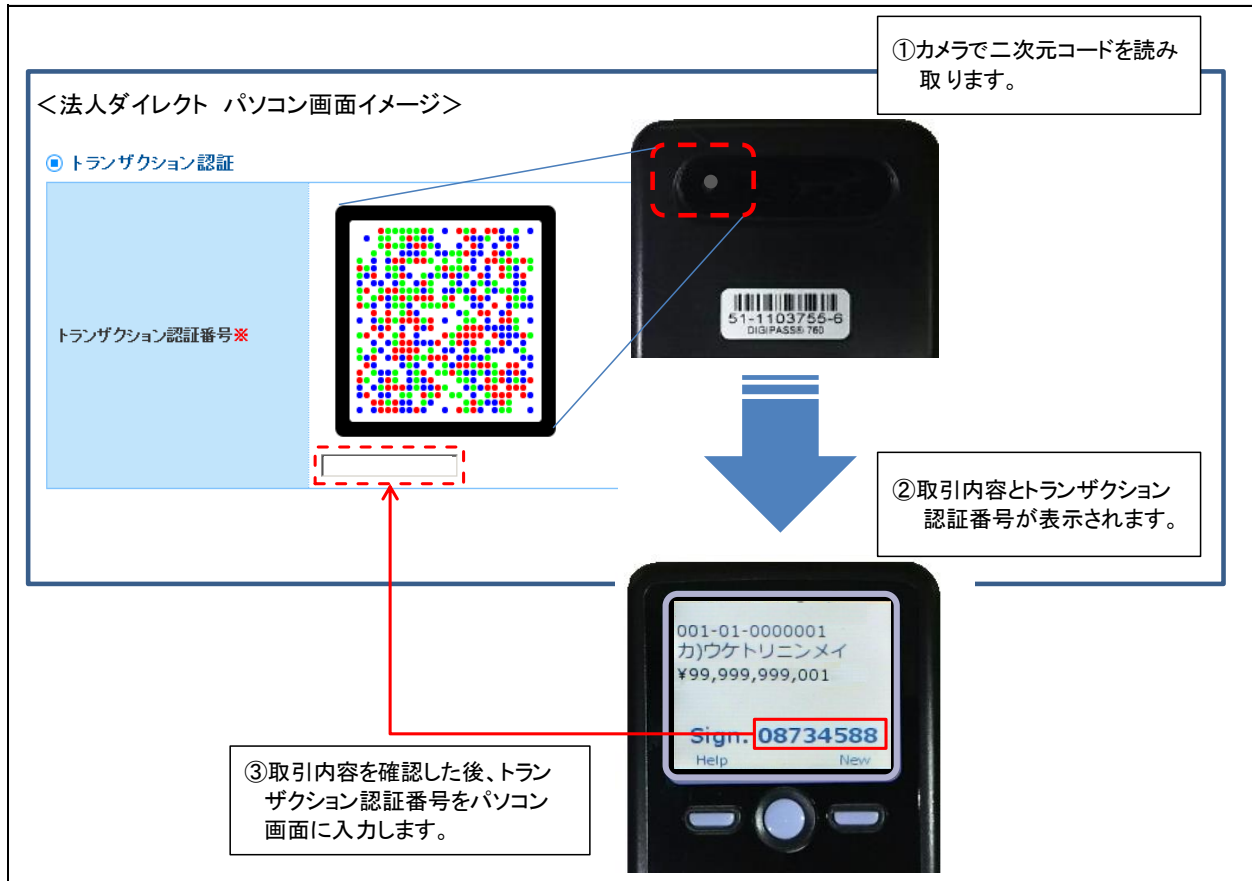 ①カメラで二次元コードを読み
取ります。
＜法人ダイレクト　パソコン画面イメージ＞
トランザクション認証
トランザクション認証番号※
51-1103755-6
DIGIPASS® 760
②取引内容とトランザクション
認証番号が表示されます。
001-01-0000001
カ)ウケトリニンメイ
¥99,999,999,001
Sign. 08734588
Help New
③取引内容を確認した後、トラン
ザクション認証番号をパソコン
画面に入力します。